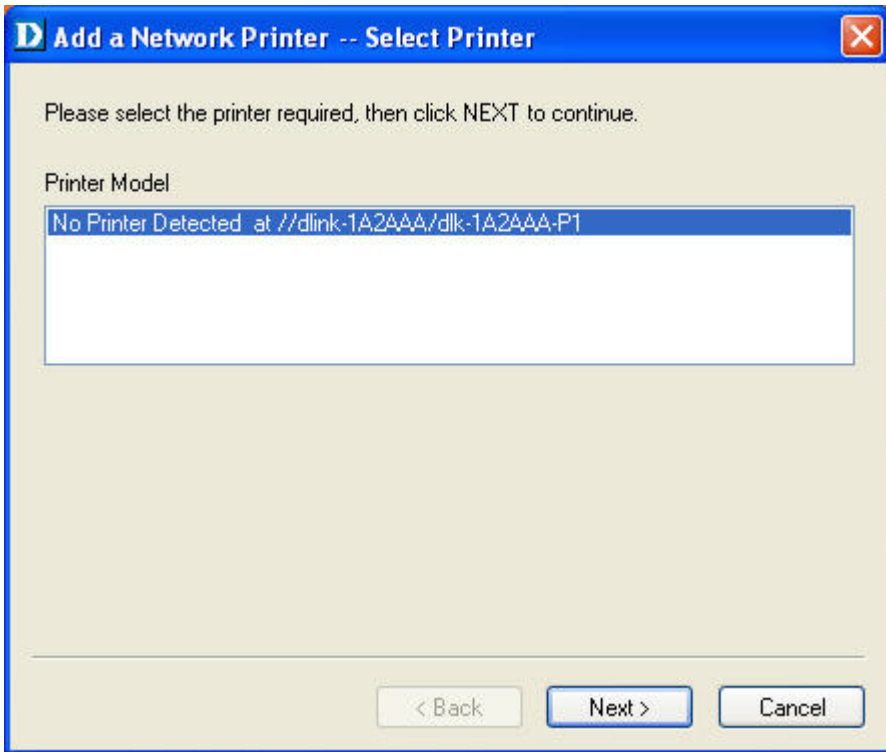 D Add a Network Printer -- Select Printer
Please select the printer required, then click NEXT to continue.
Printer Model
No Printer Detected at //dlink-1A2AAA/dlk-1A2AAA-P1
< Back Next > Cancel